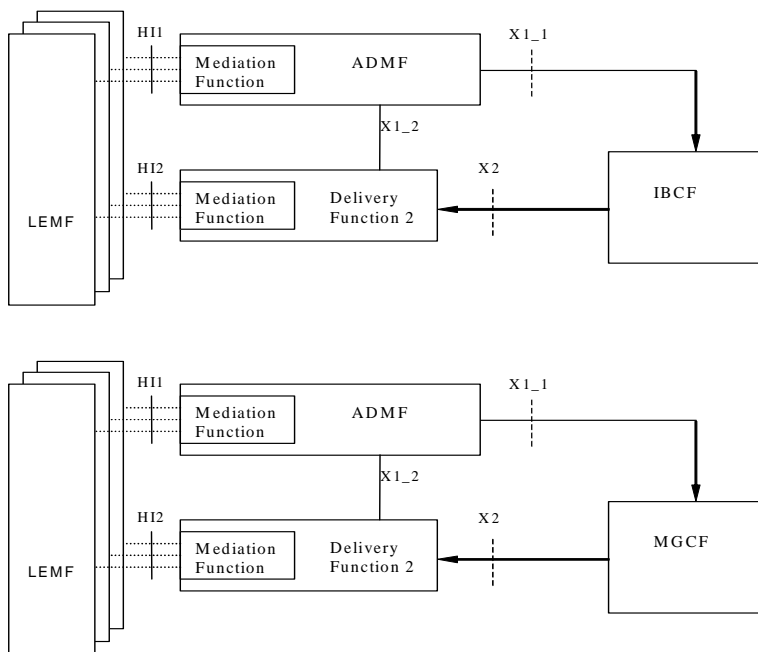 HI1
X1_1
Mediation
Function
ADMF
X1_2
HI2
X2
Mediation
Function
Delivery
Function 2
IBCF
LEMF
HI1
X1_1
Mediation
Function
ADMF
X1_2
HI2
X2
Mediation
Function
Delivery
Function 2
MGCF
LEMF